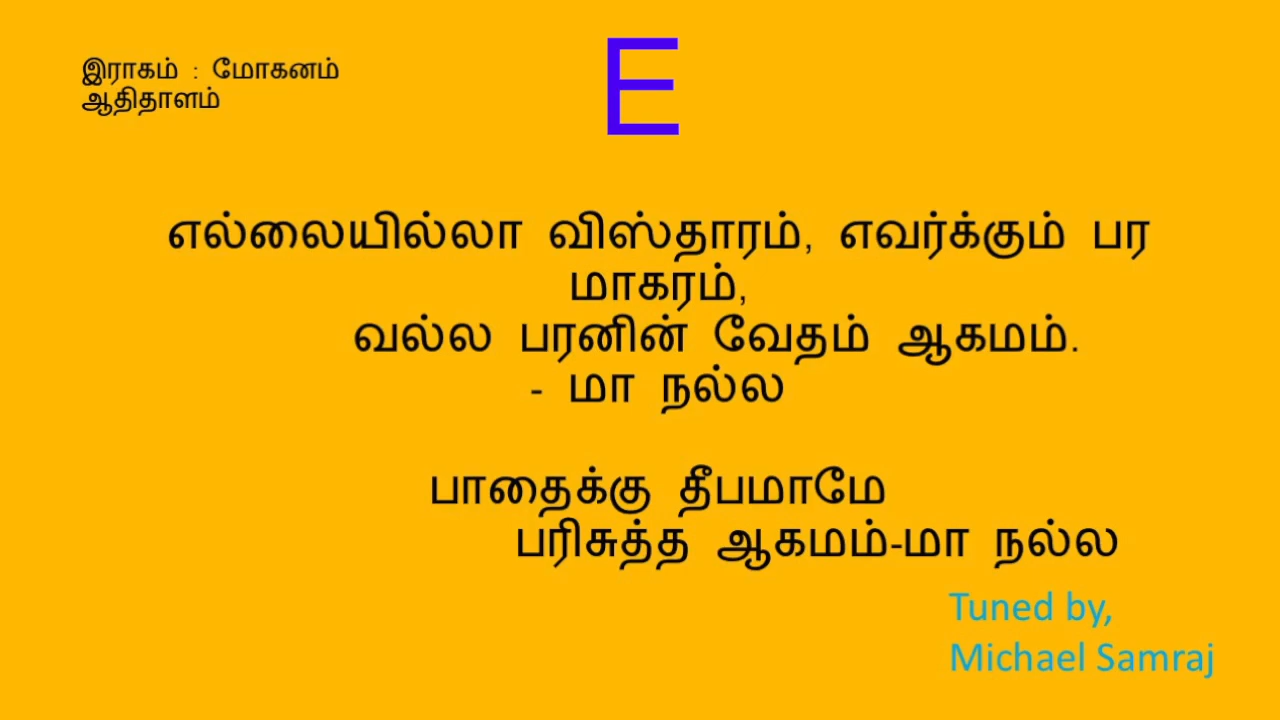 இராகம் : மோகனம்
ஆதிதாளம்
E
எல்லையில்லா விஸ்தாரம், எவர்க்கும் பர
மாகரம்,
வல்ல பரனின் வேதம் ஆகமம்.
- மா நல்ல
பாதைக்கு தீபமாமே
பரிசுத்த ஆகமம்-மா நல்ல
Tuned by,
Michael Samraj